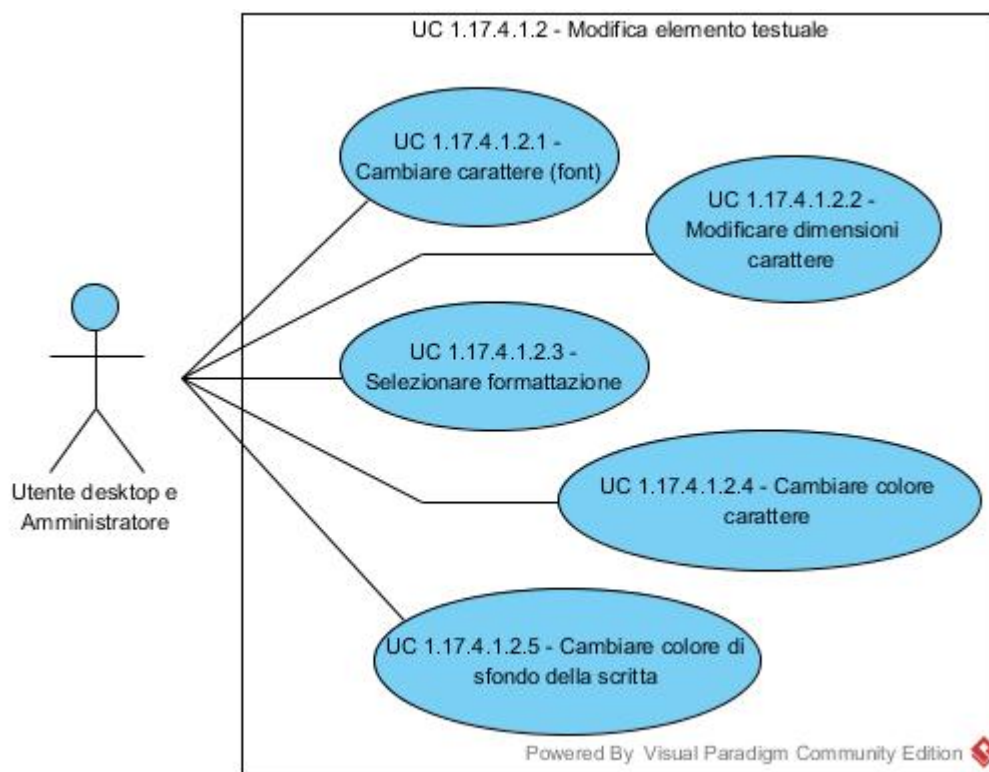 UC 1.17.4.1.2 - Modifica elemento testuale
UC 1.17.4.1.2.1 -
Cambiare carattere (font)
UC 1.17.4.1.2.2 -
Modificare dimensioni
carattere
UC 1.17.4.1.2.3 -
Selezionare formattazione
Utente desktop e
Amministratore
UC 1.17.4.1.2.4 - Cambiare colore
carattere
UC 1.17.4.1.2.5 - Cambiare colore di
sfondo della scritta
Powered By Visual Paradigm Community Edition